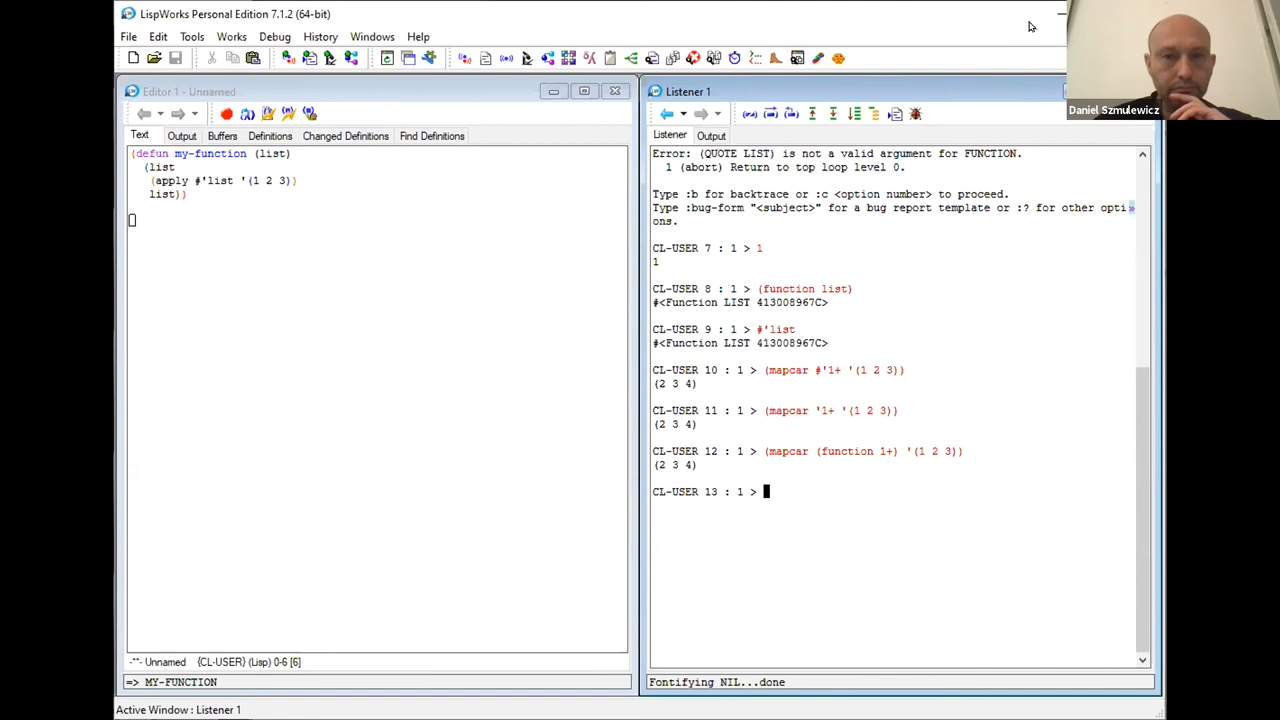 LispWorks Personal Edition 7.1.2 (64-bit)
File Edit Tools Works Debug History Windows Help
Editor 1 - Unnamed
Text Output Buffers Definitions Changed Definitions Find Definitions
(defun my-function (list)
(list
(apply #'list '(1 2 3))
list))
-**- Unnamed {CL-USER} (Lisp) 0-6 [6]
=> MY-FUNCTION
Listener 1
Listener Output
Error: (QUOTE LIST) is not a valid argument for FUNCTION.
1 (abort) Return to top loop level 0.
Type :b for backtrace or :c <option number> to proceed.
Type :bug-form "<subject>" for a bug report template or :? for other opti
ons.
CL-USER 7 : 1 > 1
1
CL-USER 8 : 1 > (function list)
#<Function LIST 413008967C>
CL-USER 9 : 1 > #'list
#<Function LIST 413008967C>
CL-USER 10 : 1 > (mapcar #'1+ '(1 2 3))
(2 3 4)
CL-USER 11 : 1 > (mapcar '1+ '(1 2 3))
(2 3 4)
CL-USER 12 : 1 > (mapcar (function 1+) '(1 2 3))
(2 3 4)
CL-USER 13 : 1 >
Fontifying NIL...done
Active Window : Listener 1
Daniel Szmulewicz